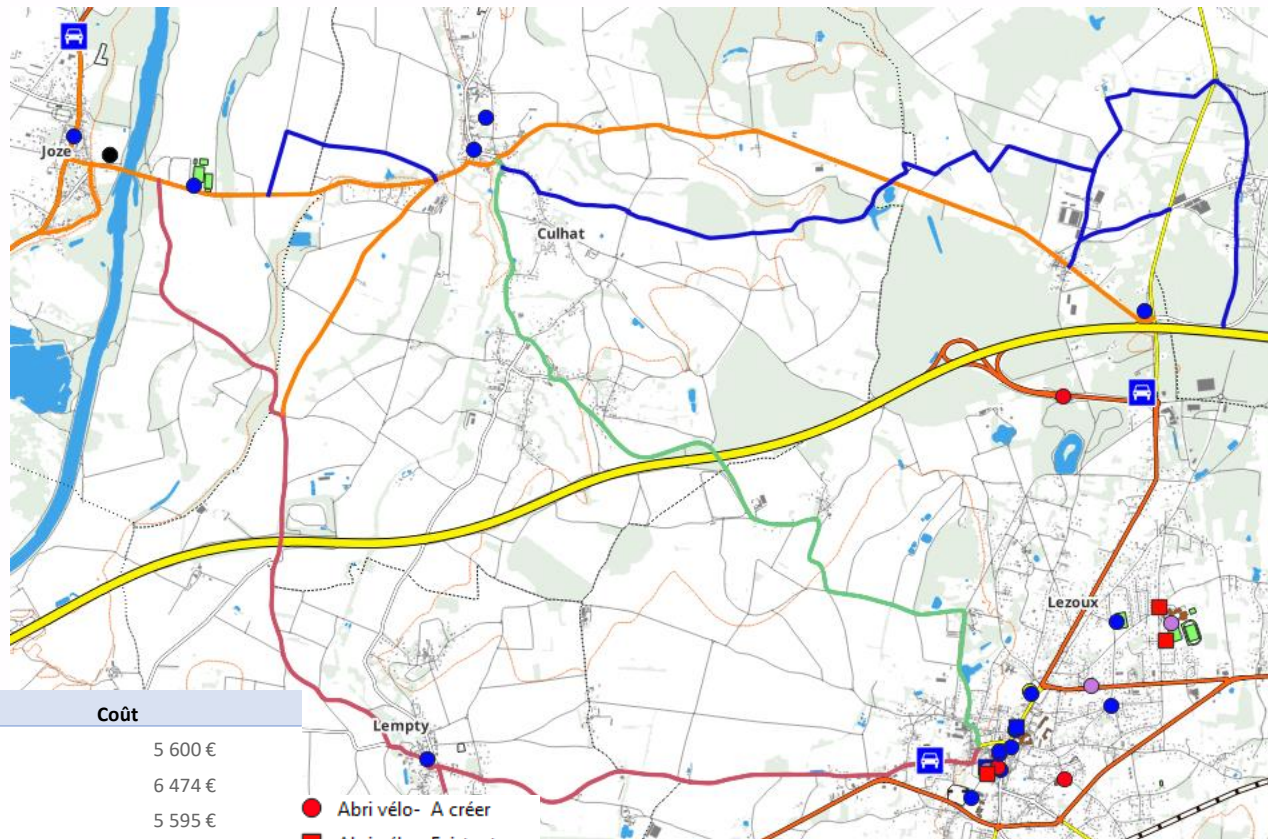 Joze
Culhat
Lezoux
Lempty
Coût
5 600 €
6 474 €
5 595 €
Abri vélo- A créer